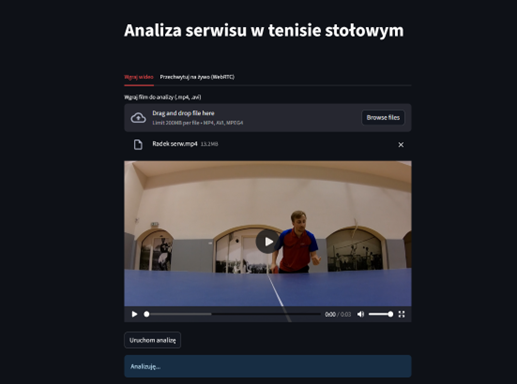 Analiza serwisu w tenisie stołowym
Wgraj wideo
Przechwytuj na żywo (WebRTC)
Wgraj film do analizy (.mp4, .avi)
Drag and drop file here
Limit 200MB per file • MP4, AVI, MPEG4
Browse files
Radek serw.mp4 13.2MB
0:00 / 0:03
Uruchom analizę
Analizuję...